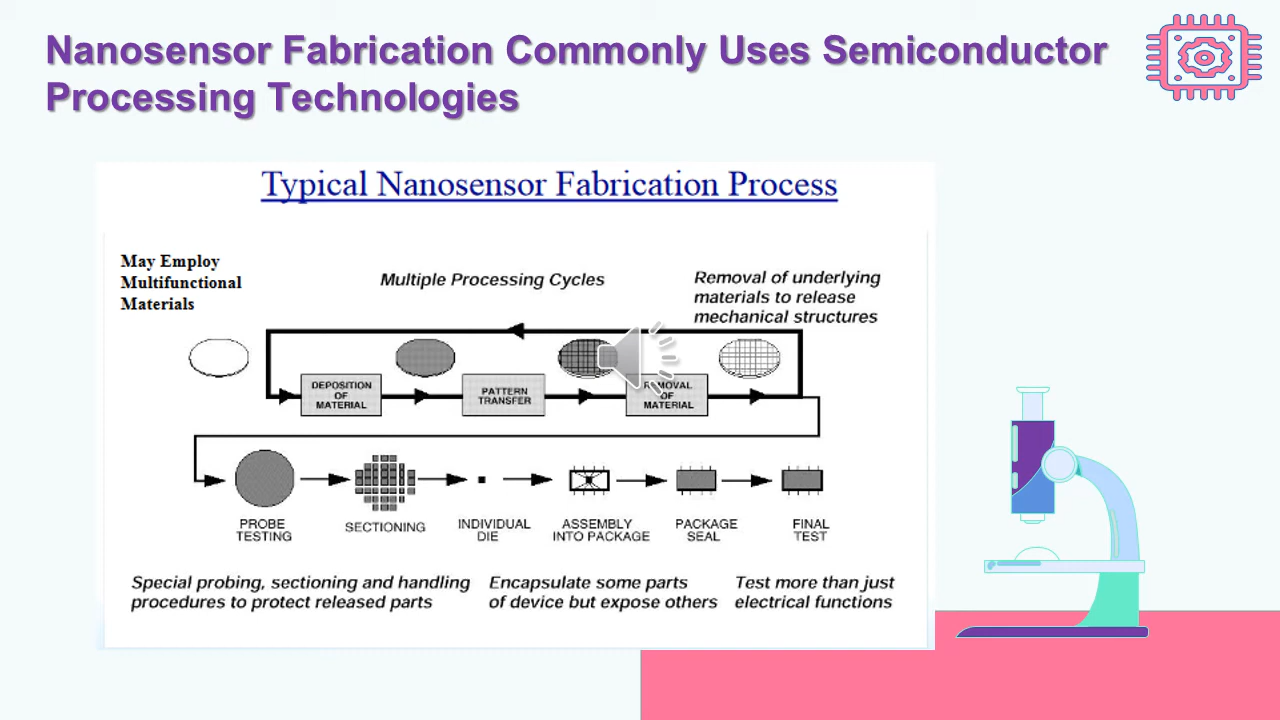 Nanosensor Fabrication Commonly Uses Semiconductor
Processing Technologies
Typical Nanosensor Fabrication Process
May Employ
Multifunctional
Materials
Multiple Processing Cycles
Removal of underlying
materials to release
mechanical structures
DEPOSITION
OF
MATERIAL
PATTERN
TRANSFER
REMOVAL
OF
MATERIAL
PROBE
TESTING
SECTIONING
INDIVIDUAL
DIE
ASSEMBLY
INTO PACKAGE
PACKAGE
SEAL
FINAL
TEST
Special probing, sectioning and handling
procedures to protect released parts
Encapsulate some parts
of device but expose others
Test more than just
electrical functions